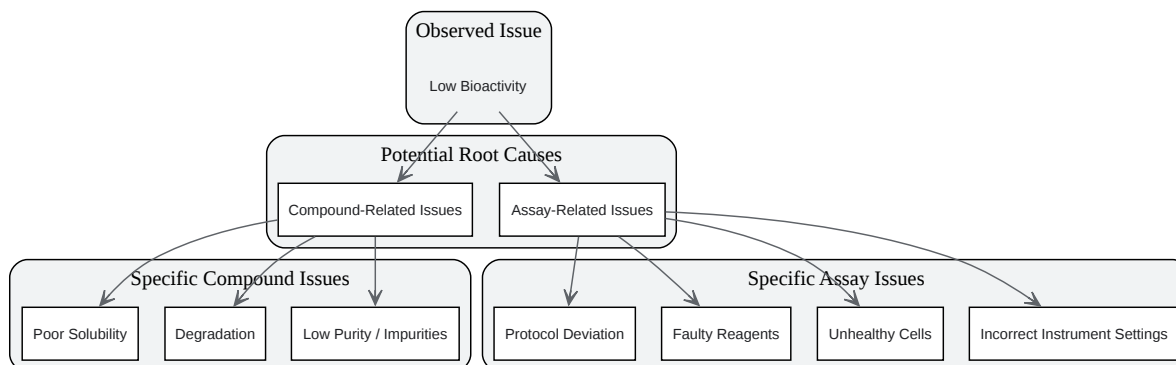 Observed Issue
Low Bioactivity
Potential Root Causes
Compound-Related Issues
Assay-Related Issues
Specific Compound Issues
Poor Solubility
Degradation
Low Purity / Impurities
Specific Assay Issues
Protocol Deviation
Faulty Reagents
Unhealthy Cells
Incorrect Instrument Settings